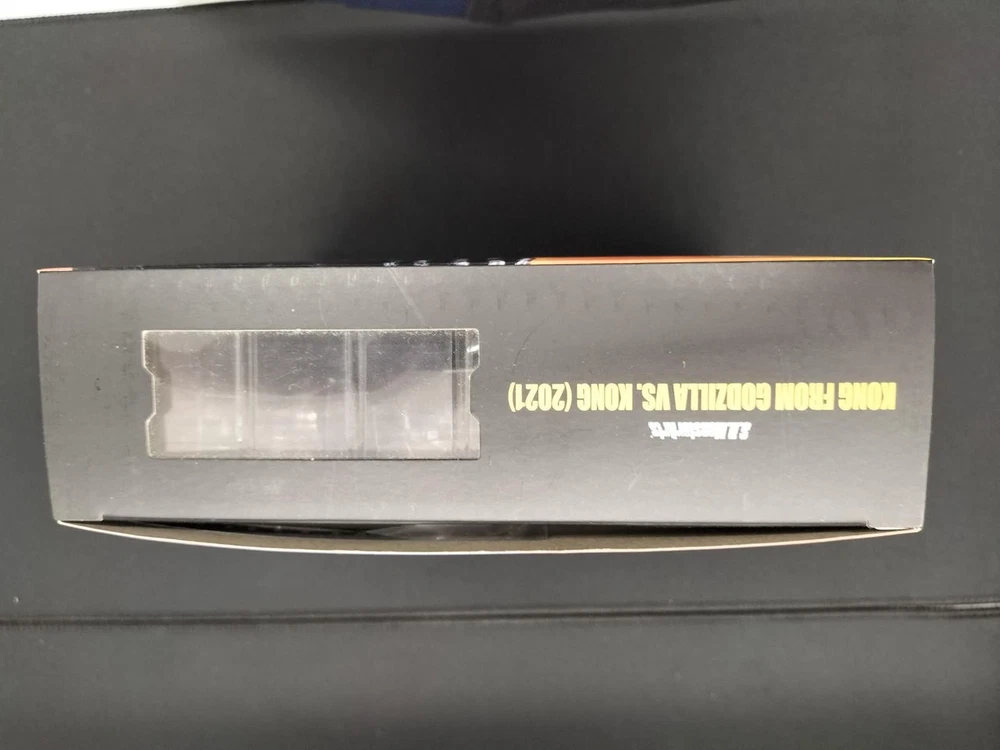 S.H.MonsterArts
KONG FROM GODZILLA VS. KONG (2021)